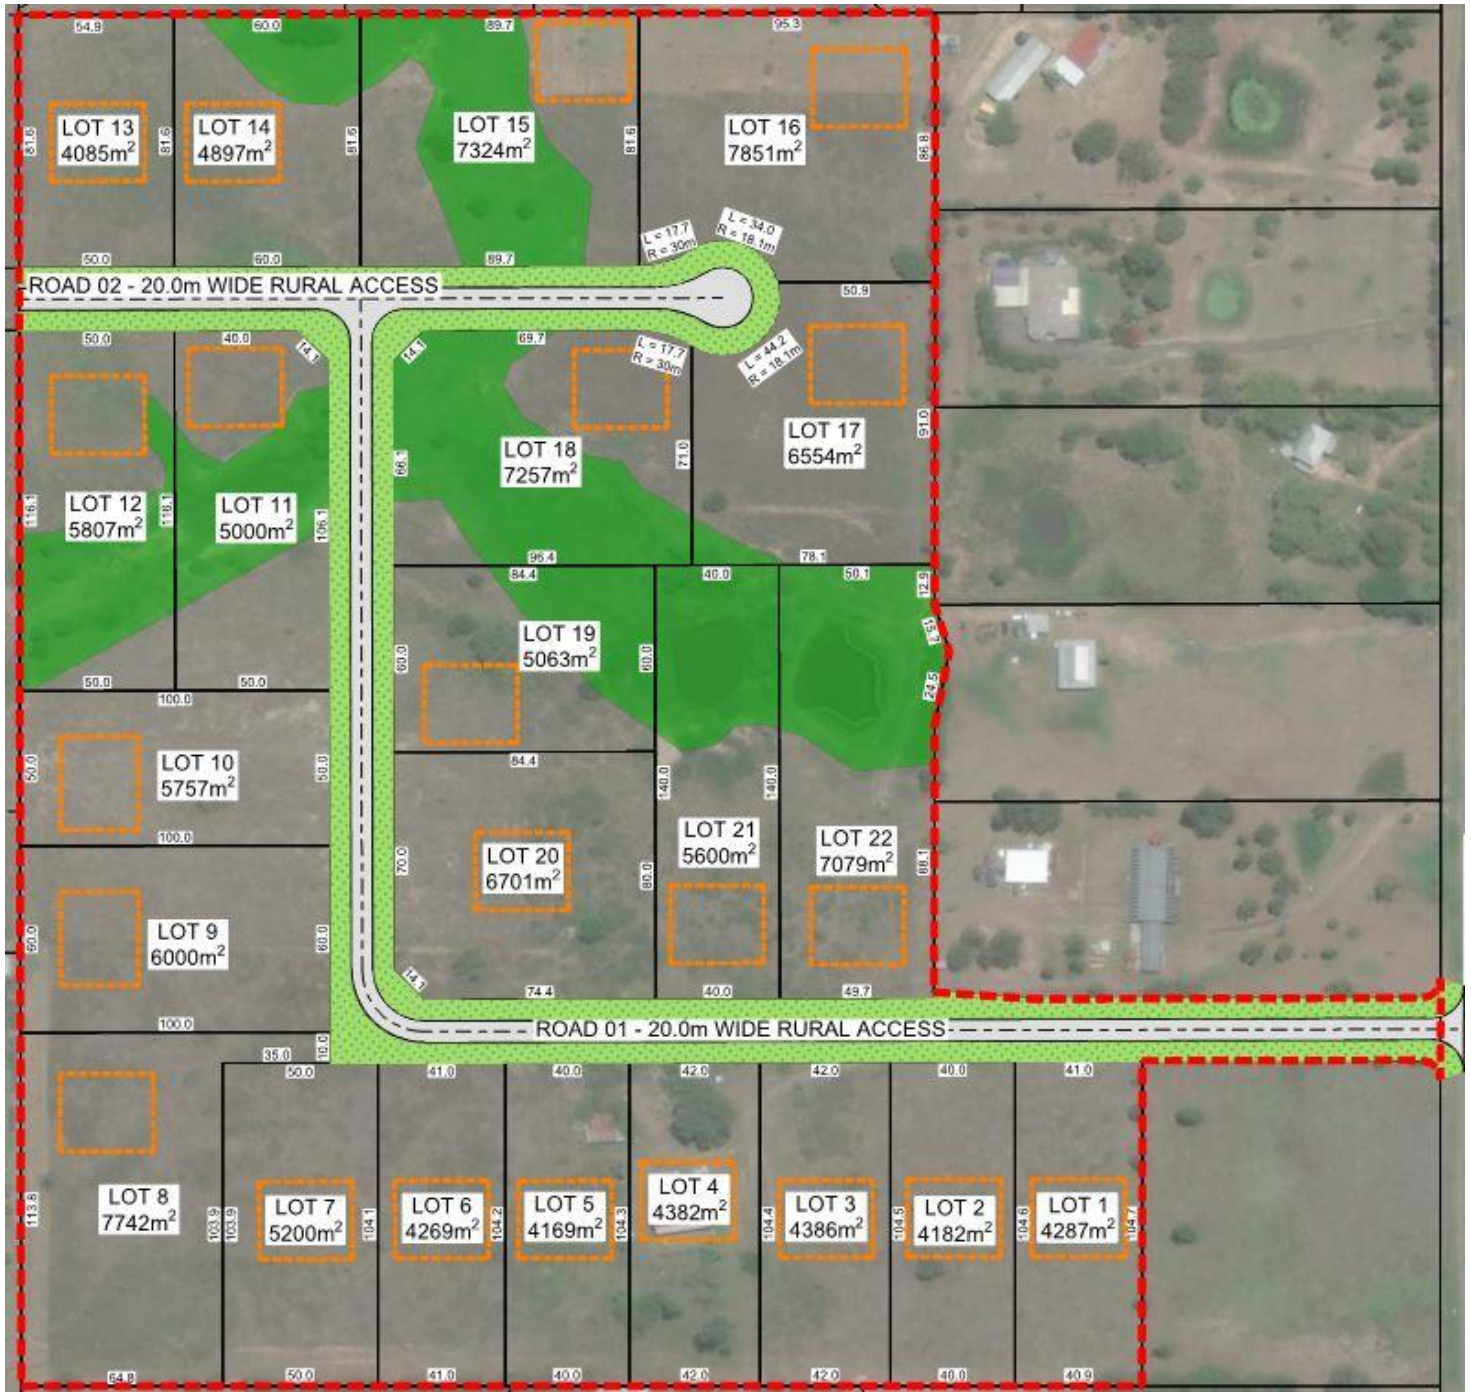 54.9
60.0
89.7
95.3
LOT 13
4085m²
LOT 14
4897m²
LOT 15
7324m²
LOT 16
7851m²
81.6
81.6
81.6
81.6
86.8
L = 17.7
R = 30m
L = 34.0
R = 18.1m
50.0
60.0
89.7
ROAD 02 - 20.0m WIDE RURAL ACCESS
50.9
50.0
40.0
14.1
14.1
69.7
L = 17.7
R = 30m
L = 44.2
R = 18.1m
LOT 12
5807m²
LOT 11
5000m²
LOT 18
7257m²
LOT 17
6554m²
116.1
116.1
106.1
66.1
71.0
91.0
96.4
78.1
84.4
40.0
50.1
12.9
15.7
24.5
LOT 19
5063m²
60.0
60.0
50.0
50.0
100.0
LOT 10
5757m²
50.0
50.0
84.4
100.0
140.0
140.0
LOT 20
6701m²
LOT 21
5600m²
LOT 22
7079m²
70.0
80.0
88.1
LOT 9
6000m²
60.0
60.0
14.1
74.4
40.0
49.7
100.0
ROAD 01 - 20.0m WIDE RURAL ACCESS
35.0
10.0
50.0
41.0
40.0
42.0
42.0
40.0
41.0
LOT 8
7742m²
LOT 7
5200m²
LOT 6
4269m²
LOT 5
4169m²
LOT 4
4382m²
LOT 3
4386m²
LOT 2
4182m²
LOT 1
4287m²
113.8
103.9
103.9
104.1
104.2
104.3
104.4
104.5
104.6
104.7
64.8
50.0
41.0
40.0
42.0
42.0
40.0
40.9